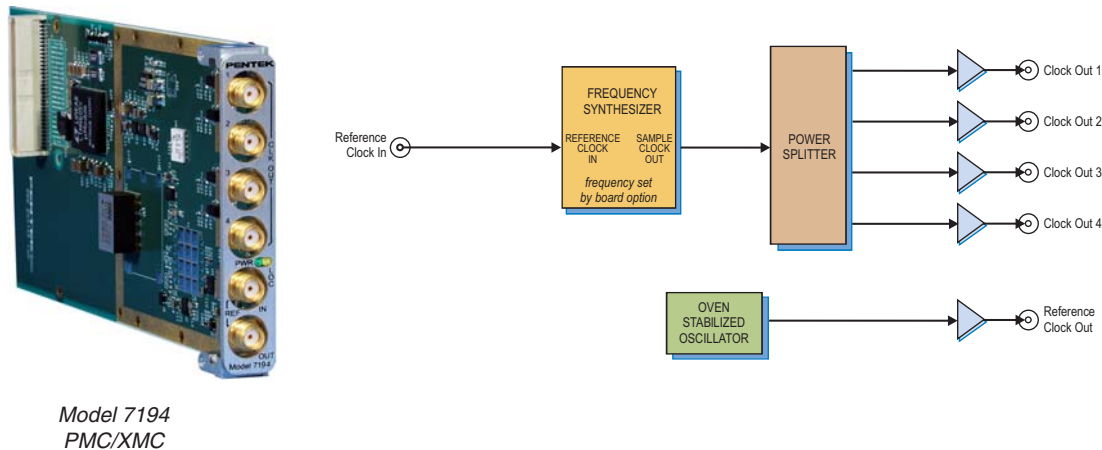 PENTEK
1
2
3
4
PWR
IN
REF
OUT
Model 7194
Model 7194
PMC/XMC
Reference
Clock In
FREQUENCY
SYNTHESIZER
REFERENCE
CLOCK
IN
SAMPLE
CLOCK
OUT
frequency set
by board option
POWER
SPLITTER
Clock Out 1
Clock Out 2
Clock Out 3
Clock Out 4
OVEN
STABILIZED
OSCILLATOR
Reference
Clock Out